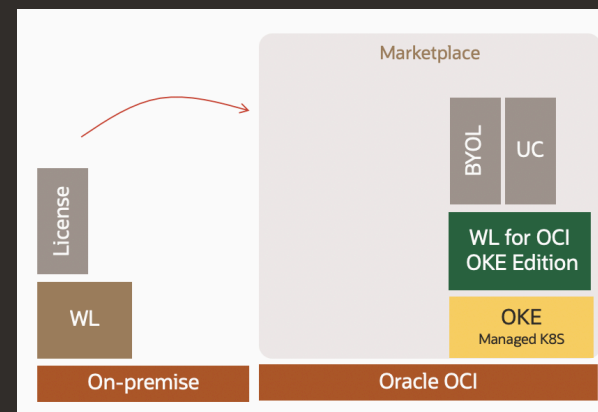 Marketplace
BYOL
UC
License
WL for OCI
OKE Edition
WL
OKE
Managed K8S
On-premise
Oracle OCI